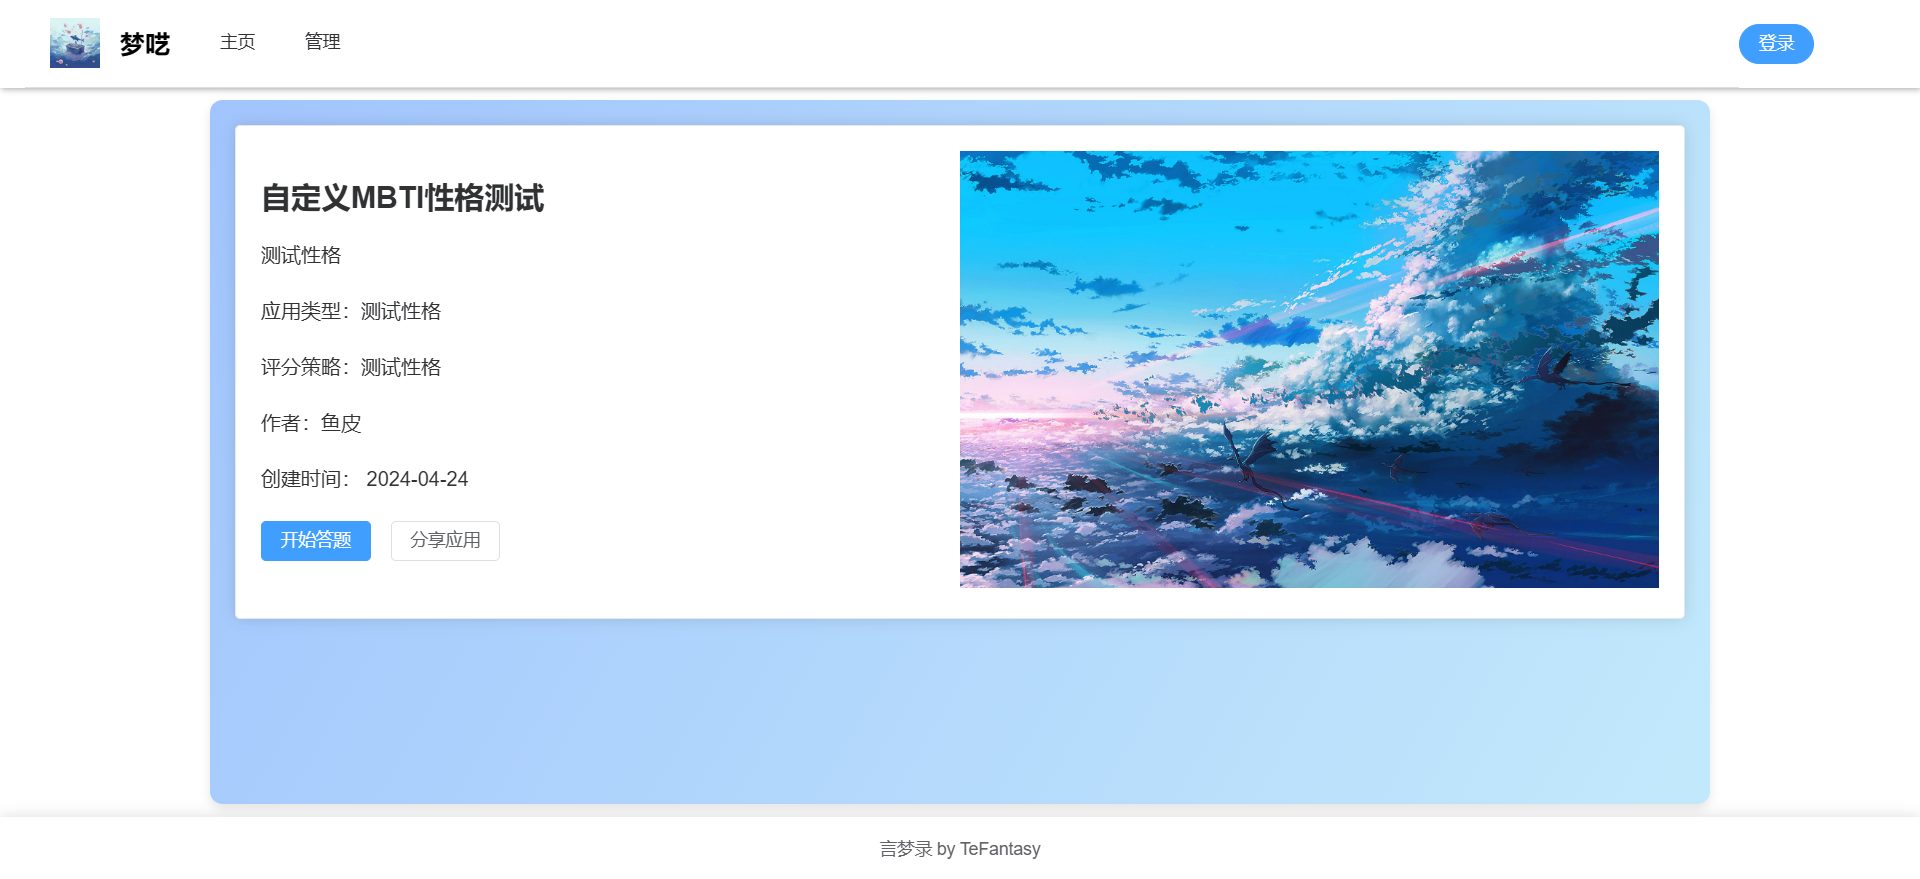 梦呓
主页
管理
登录
自定义MBTI性格测试
测试性格
应用类型：测试性格
评分策略：测试性格
作者：鱼皮
创建时间： 2024-04-24
开始答题
分享应用
言梦录 by TeFantasy